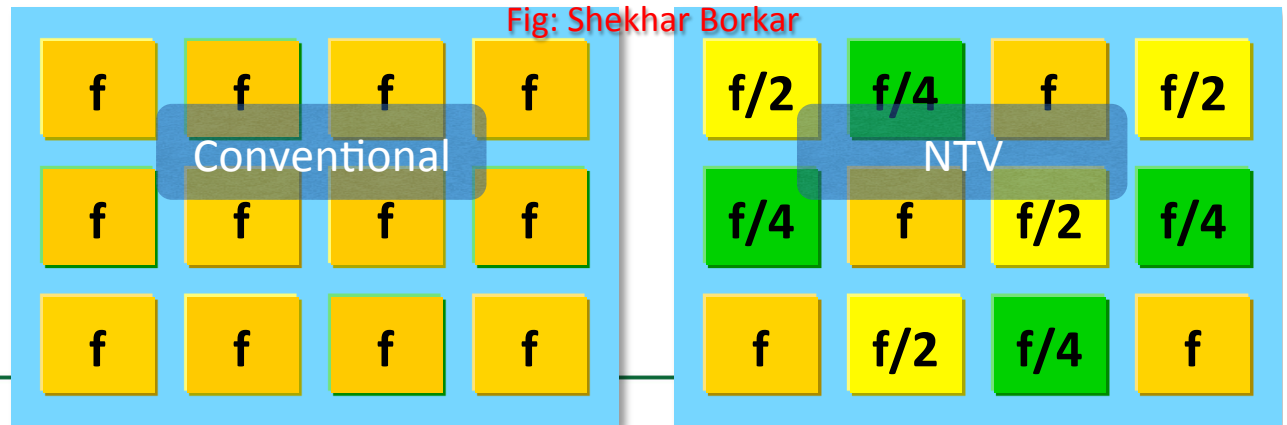 Fig: Shekhar Borkar
f f f f
Conventional
f f f f
f f f f
f/2 f/4 f f/2
NTV
f/4 f f/2 f/4
f f/2 f/4 f